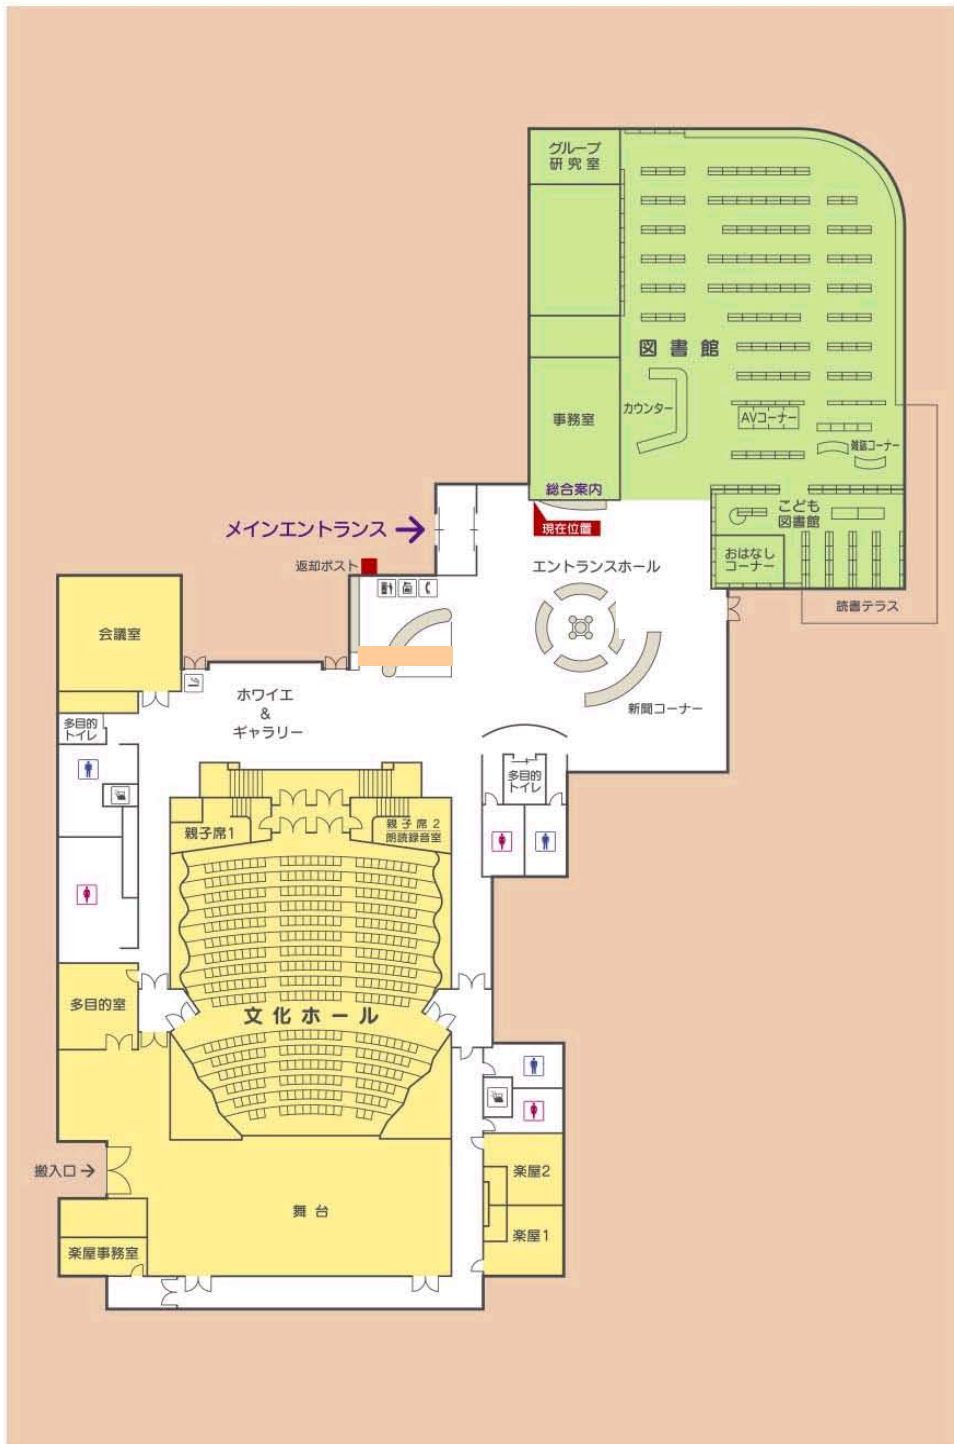 グループ
研究室
図書館
カウンター
事務室
AVコーナー
雑誌コーナー
総合案内
こども
図書館
現在位置
メインエントランス
返却ポスト
エントランスホール
おはなし
コーナー
読書テラス
会議室
ホワイエ
&
ギャラリー
新聞コーナー
多目的
トイレ
多目的
トイレ
親子席1
親子席2
朗読録音室
多目的室
文化ホール
搬入口
舞台
楽屋2
楽屋1
楽屋事務室